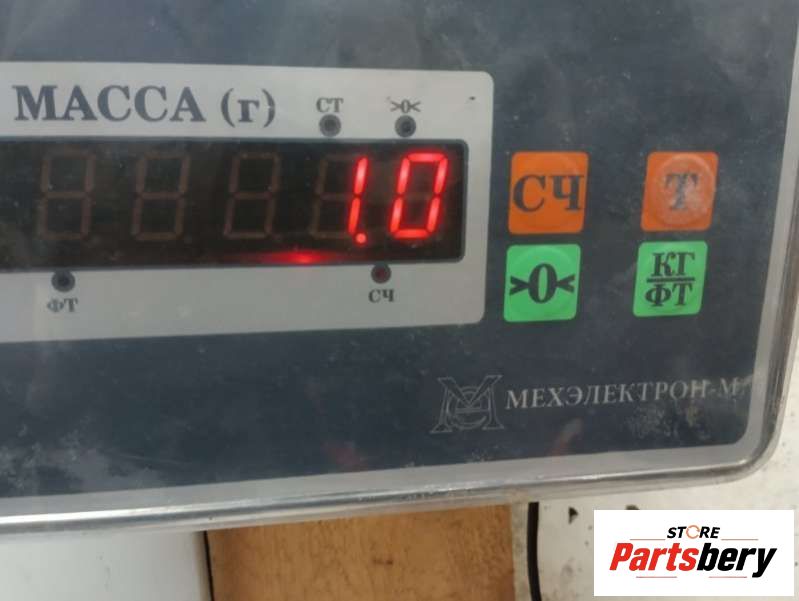 МАССА (г)
СТ
>0<
1.0
СЧ
Т
ФТ
СЧ
>0<
КГ
ФТ
МЕХЭЛЕКТРОН-М
STORE
Partsbery